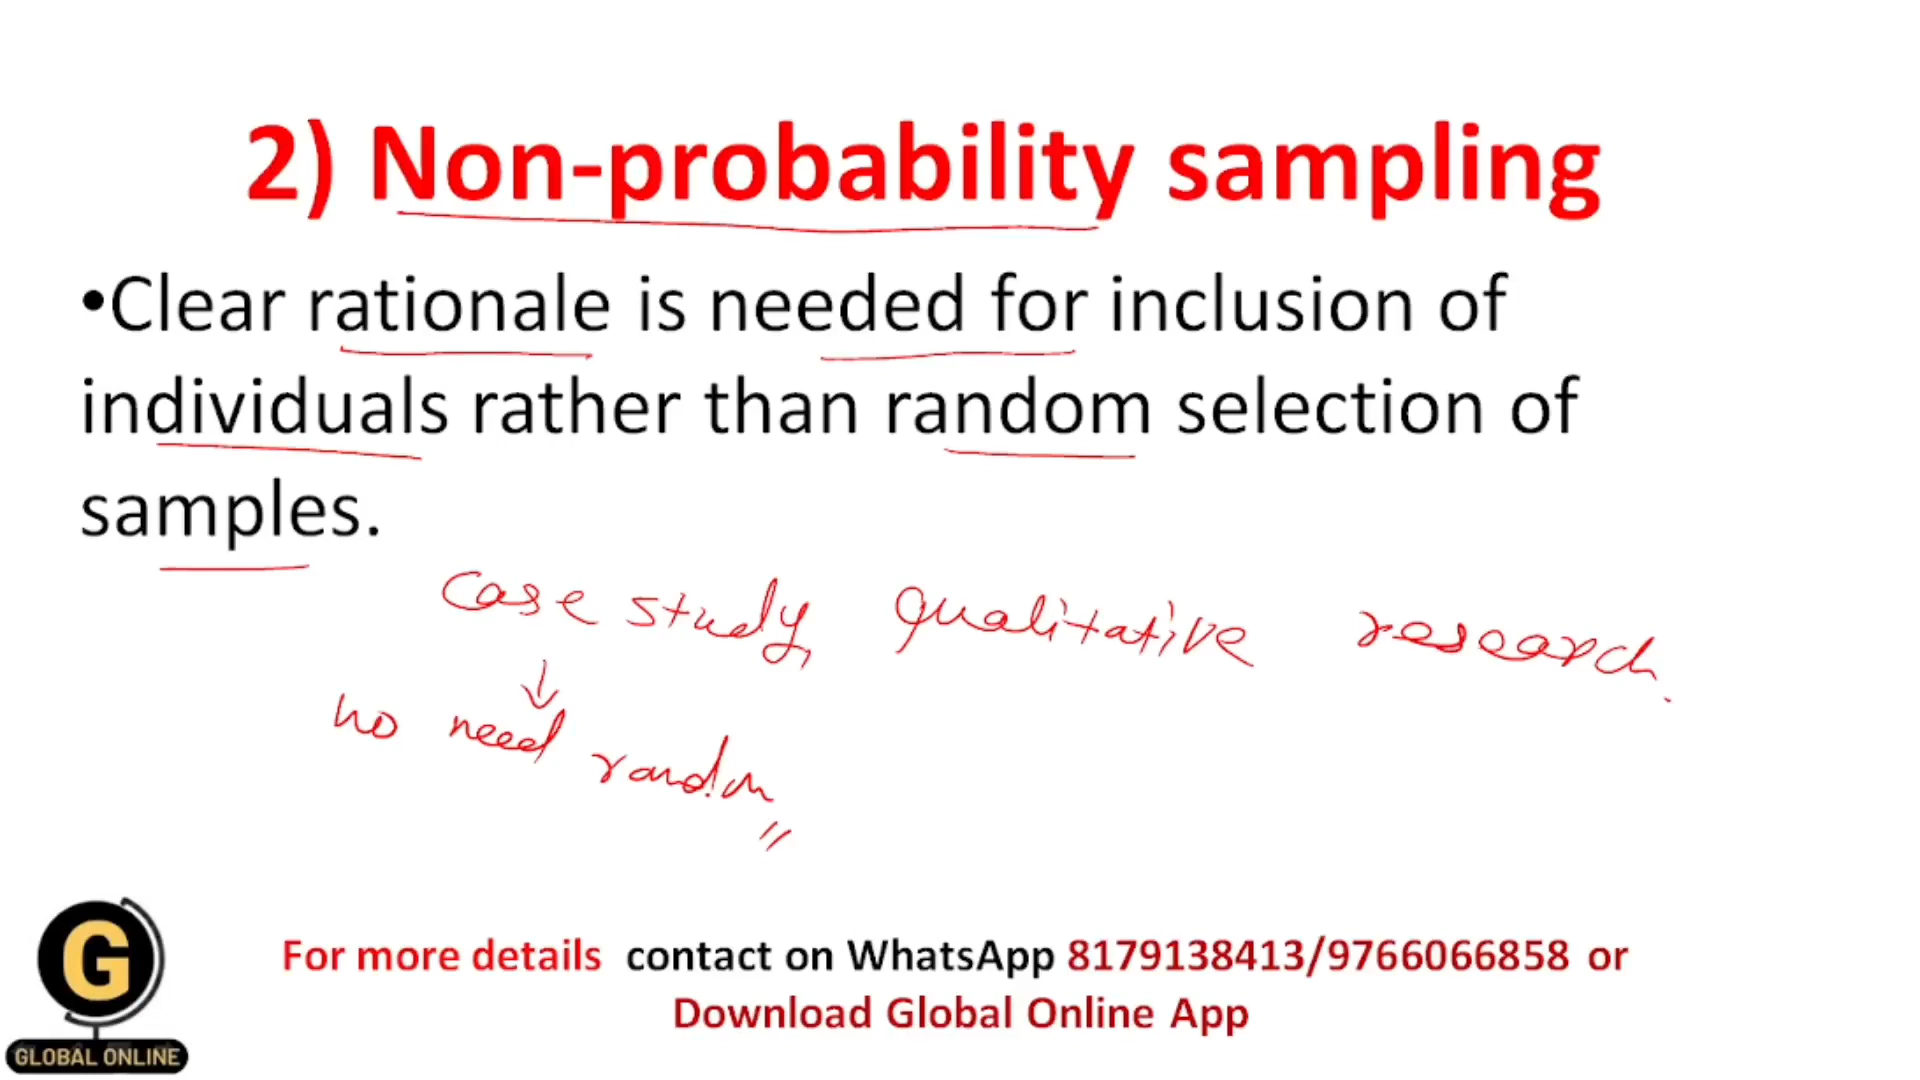 2) Non-probability sampling
•Clear rationale is needed for inclusion of
individuals rather than random selection of
samples.
case study, qualitative research.
no need random
For more details contact on WhatsApp 8179138413/9766066858 or
Download Global Online App
G
GLOBAL ONLINE